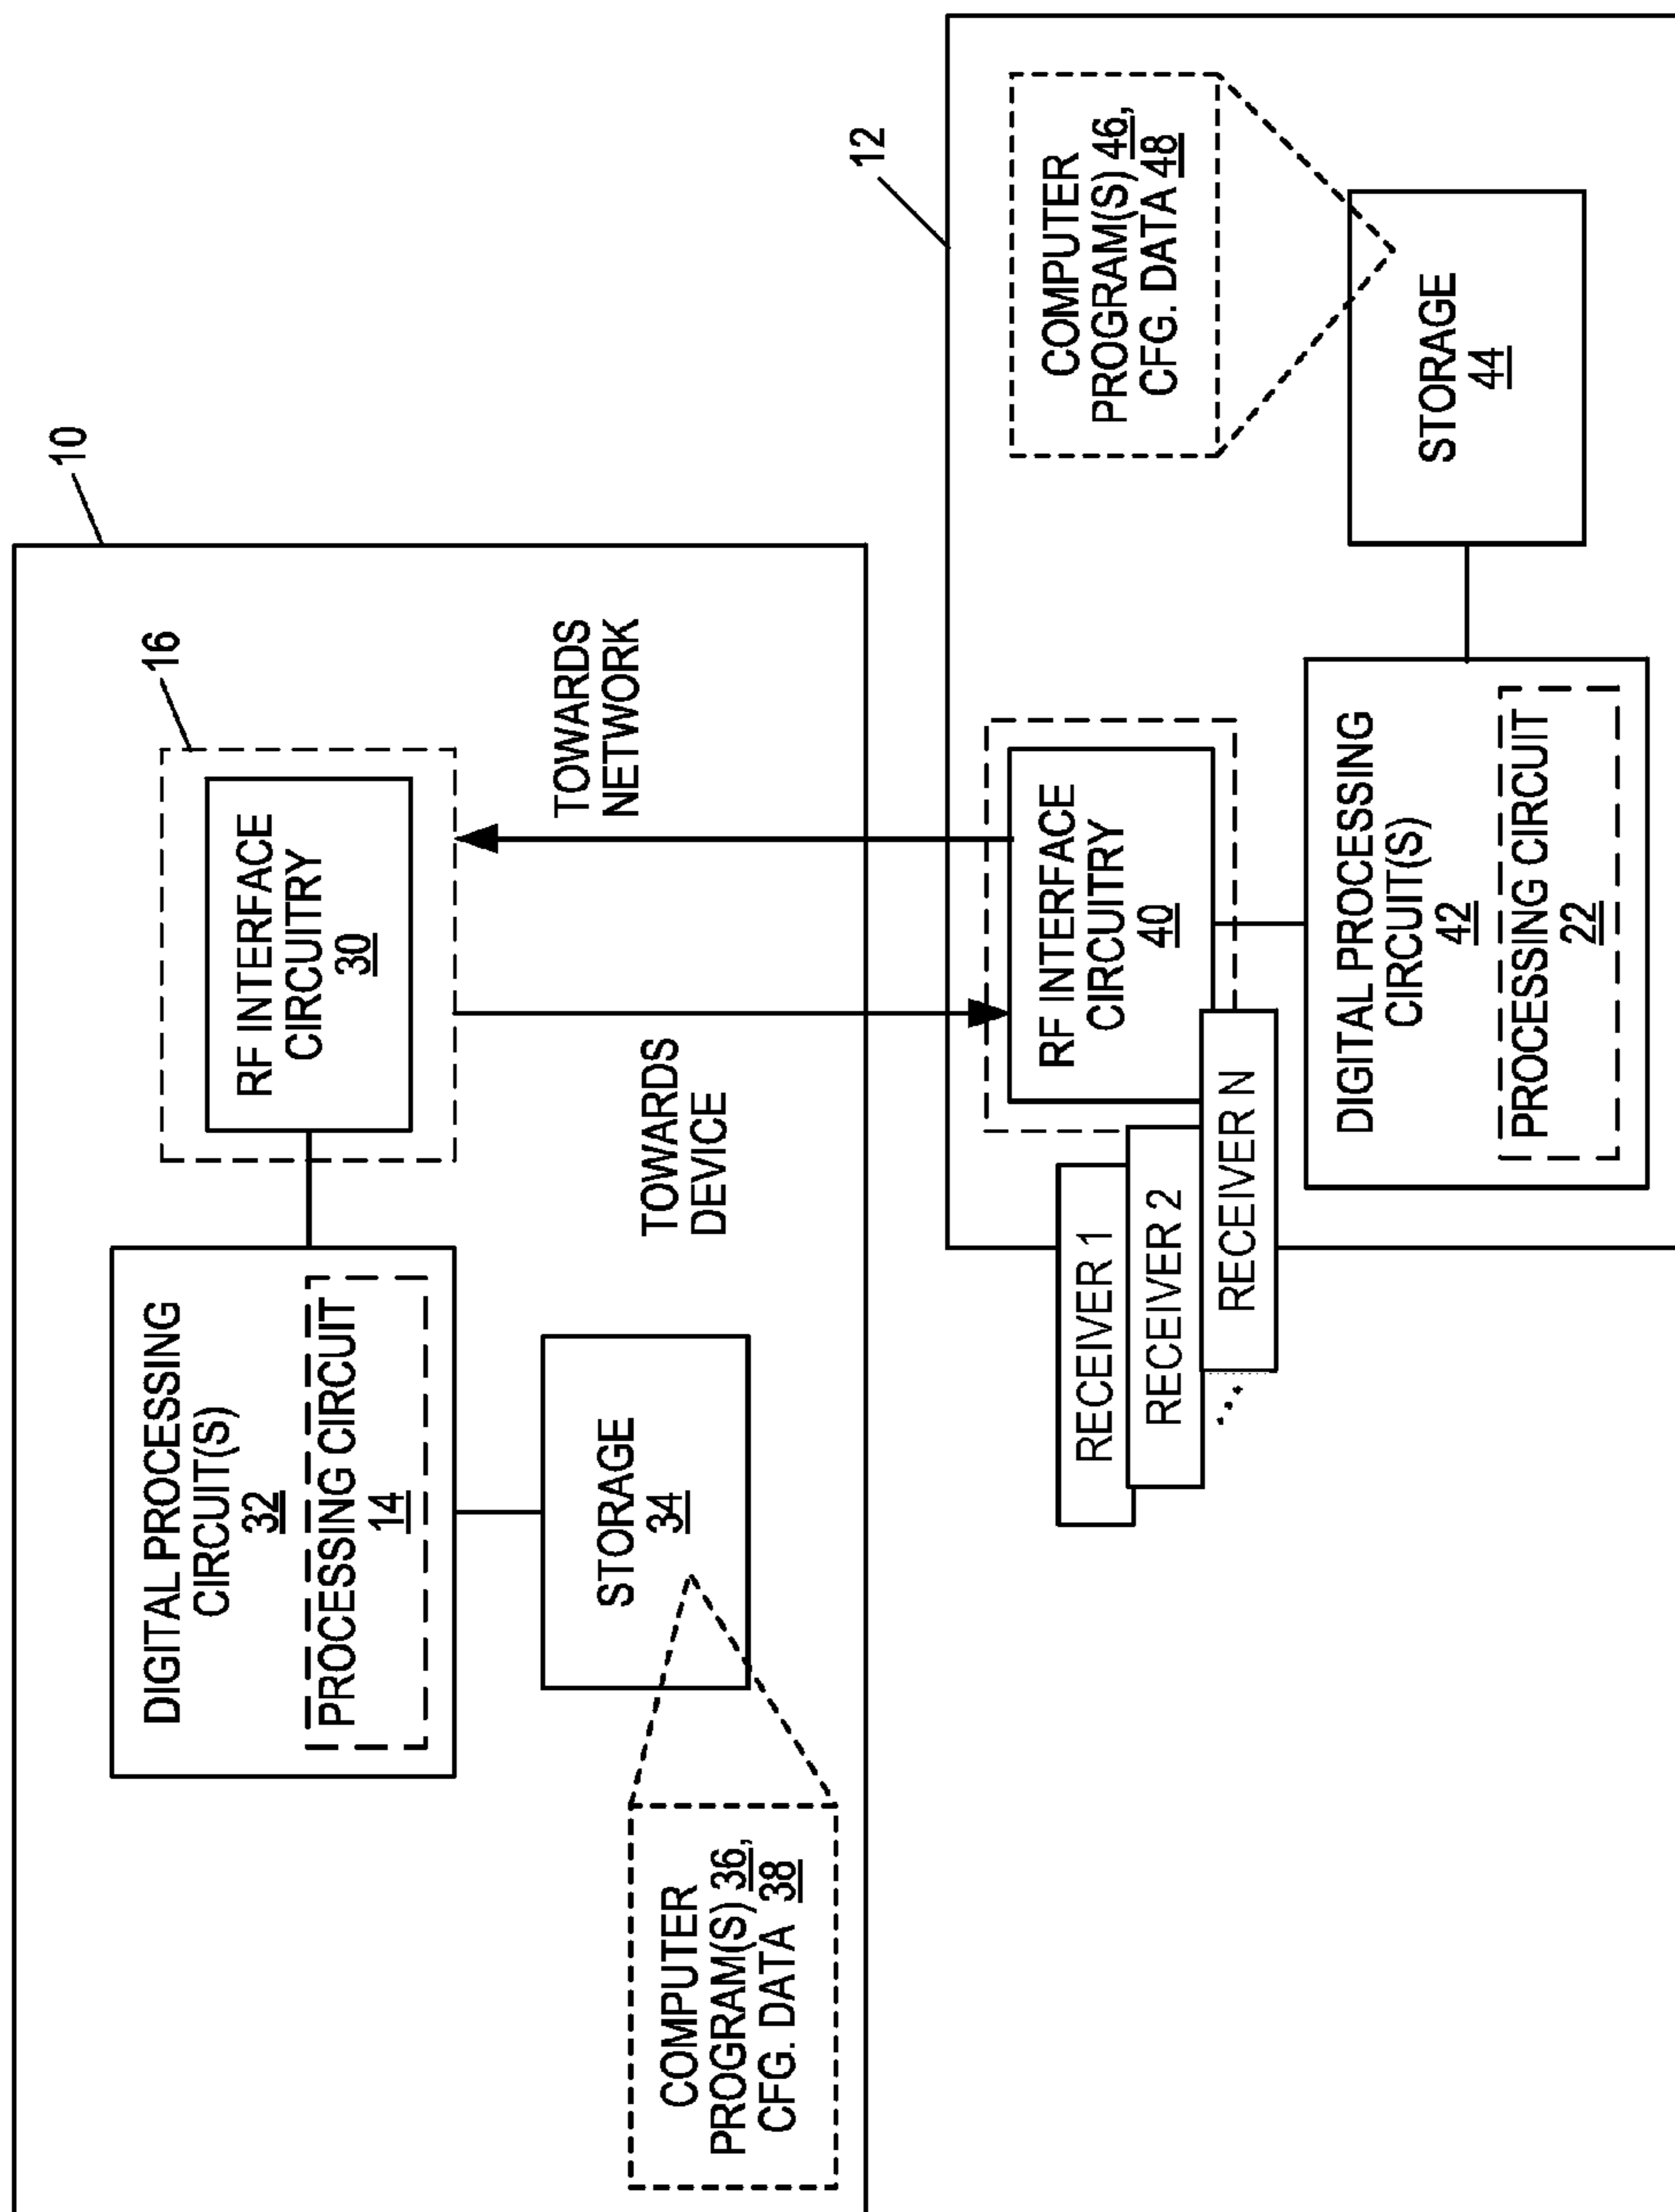 10
16
DIGITAL PROCESSING
CIRCUIT(S)
32
PROCESSING CIRCUIT
14
RF INTERFACE
CIRCUITRY
30
STORAGE
34
COMPUTER
PROGRAM(S) 36,
CFG. DATA 38
TOWARDS
NETWORK
TOWARDS
DEVICE
12
RECEIVER 1
RECEIVER 2
RECEIVER N
...
RF INTERFACE
CIRCUITRY
40
COMPUTER
PROGRAM(S) 46,
CFG. DATA 48
DIGITAL PROCESSING
CIRCUIT(S)
42
PROCESSING CIRCUIT
22
STORAGE
44